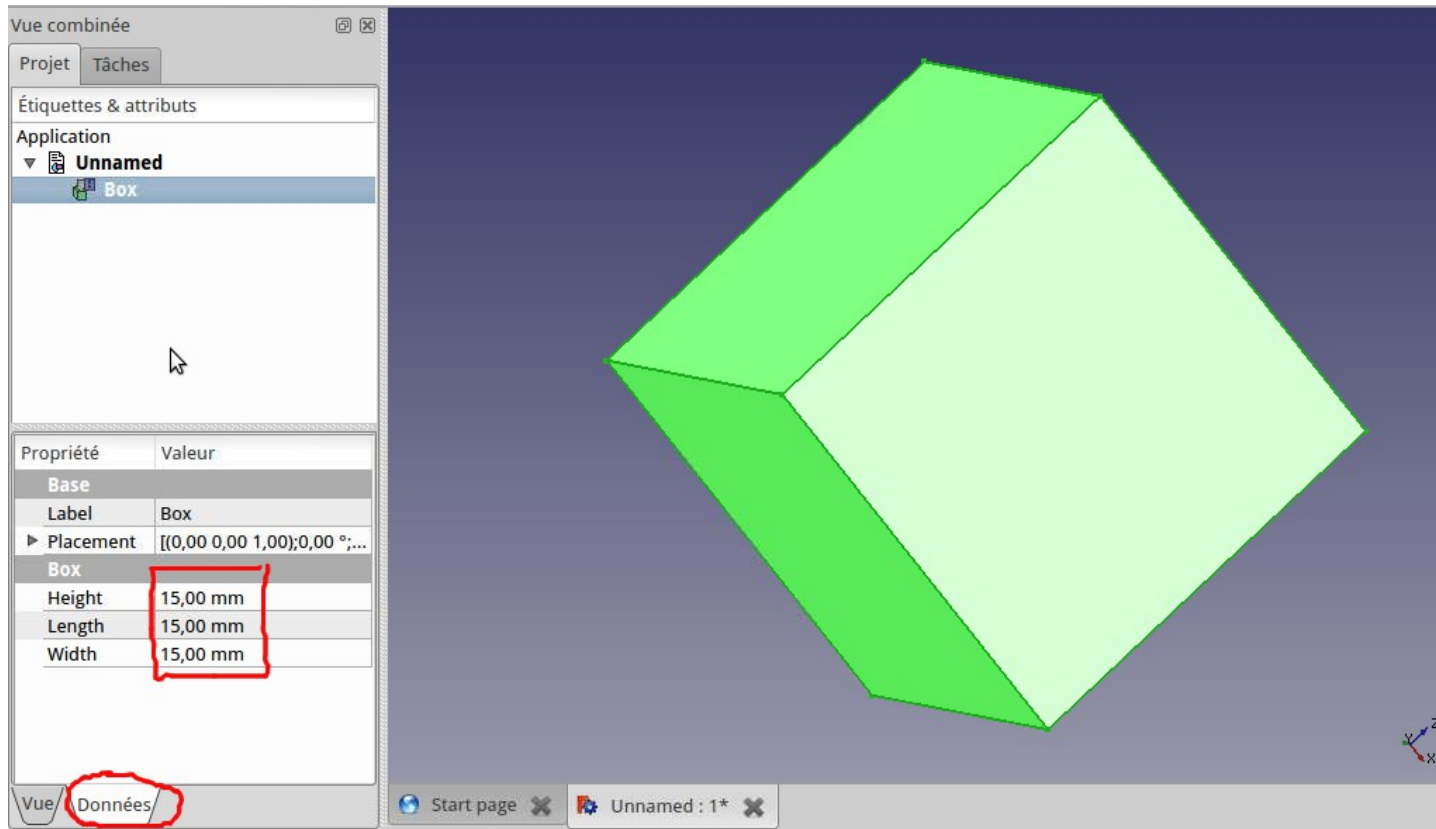 Vue combinée
Projet Tâches
Étiquettes & attributs
Application
Unnamed
Box
Propriété Valeur
Base
Label Box
Placement [(0,00 0,00 1,00);0,00 °;...
Box
Height 15,00 mm
Length 15,00 mm
Width 15,00 mm
Vue Données
Start page Unnamed : 1*
Z
Y
X